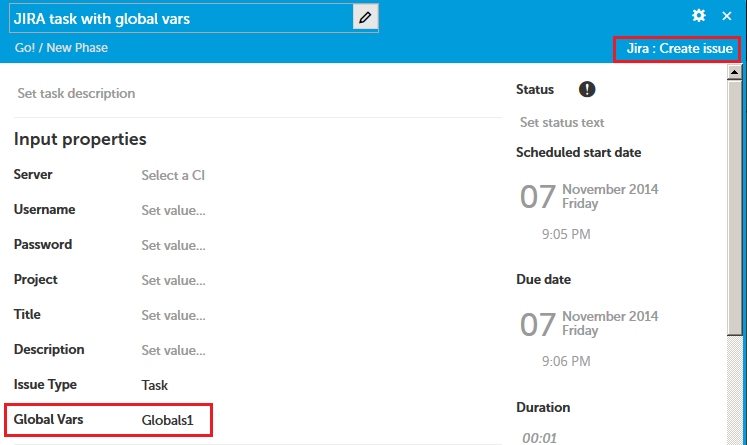 JIRA task with global vars
Go! / New Phase
Jira : Create issue
Set task description
Input properties
Server Select a CI
Username Set value...
Password Set value...
Project Set value...
Title Set value...
Description Set value...
Issue Type Task
Global Vars Globals1
Status
Set status text
Scheduled start date
07 November 2014
Friday
9:05 PM
Due date
07 November 2014
Friday
9:06 PM
Duration
00:01